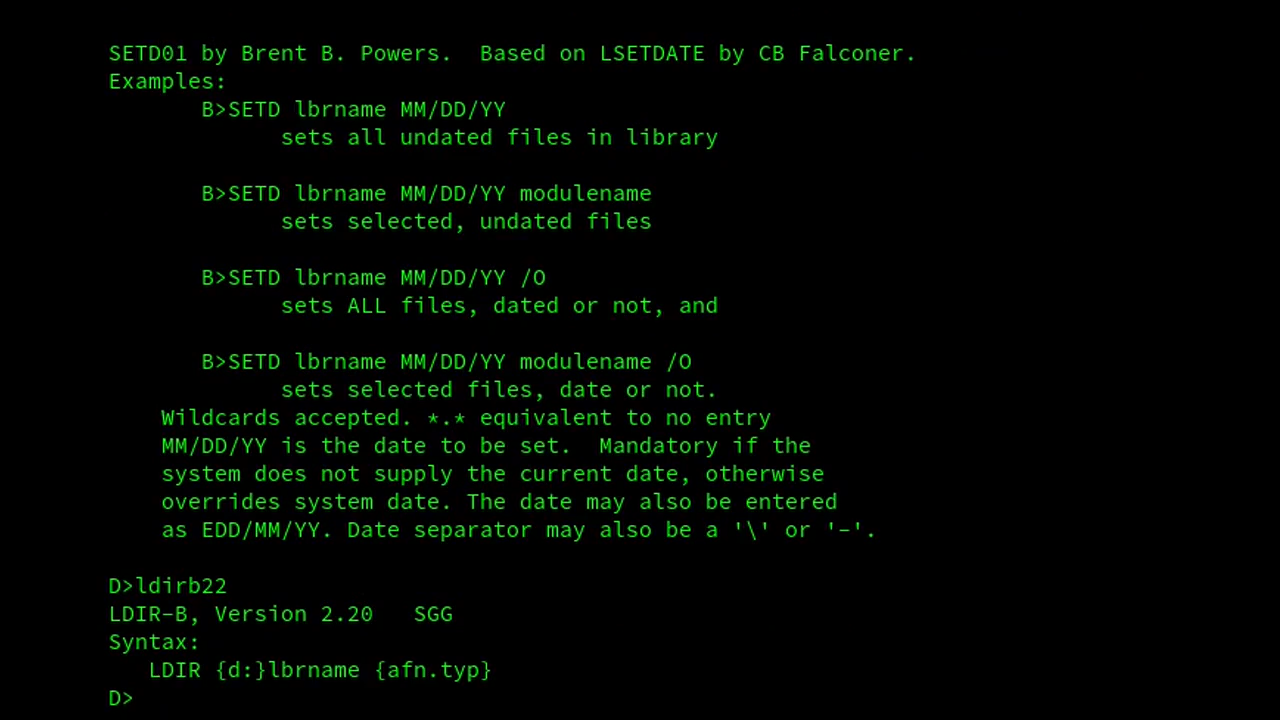 SETD01 by Brent B. Powers.  Based on LSETDATE by CB Falconer.
Examples:
       B>SETD lbrname MM/DD/YY
             sets all undated files in library

       B>SETD lbrname MM/DD/YY modulename
             sets selected, undated files

       B>SETD lbrname MM/DD/YY /O
             sets ALL files, dated or not, and

       B>SETD lbrname MM/DD/YY modulename /O
             sets selected files, date or not.
    Wildcards accepted. *.* equivalent to no entry
    MM/DD/YY is the date to be set.  Mandatory if the
    system does not supply the current date, otherwise
    overrides system date. The date may also be entered
    as EDD/MM/YY. Date separator may also be a '\' or '-'.

D>ldirb22
LDIR-B, Version 2.20   SGG
Syntax:
   LDIR {d:}lbrname {afn.typ}
D>